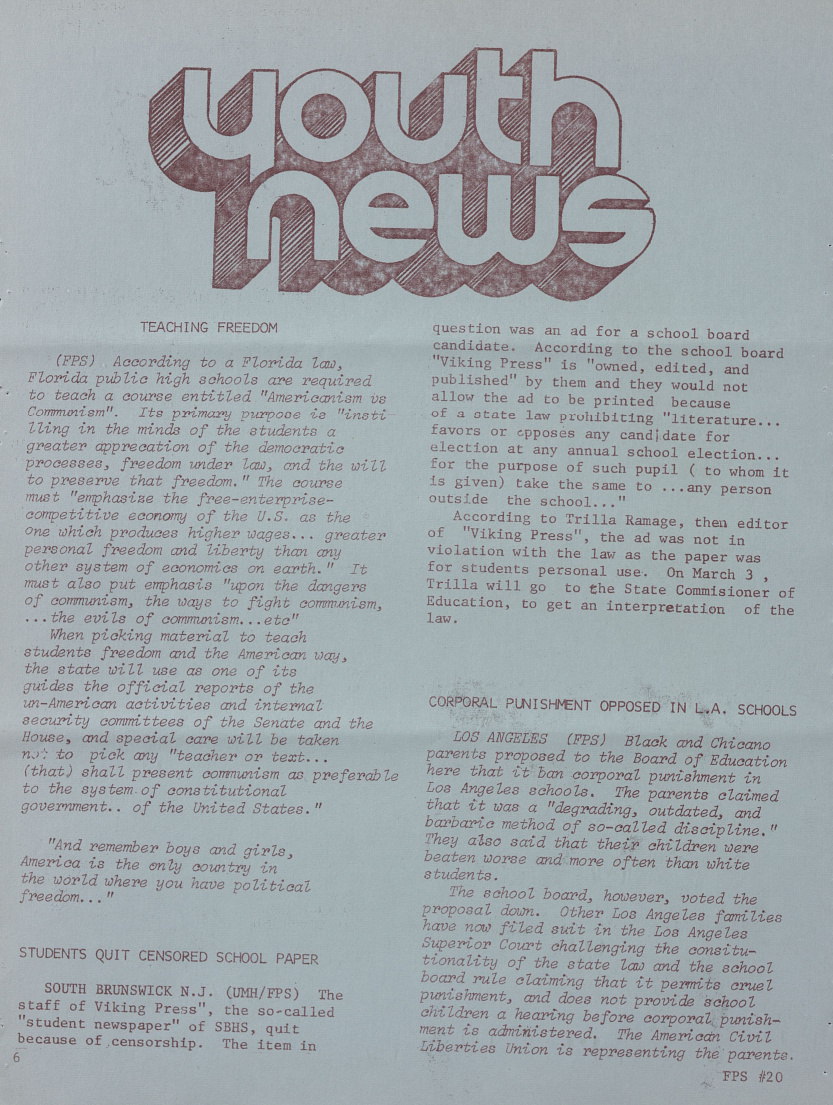 youth
news
TEACHING FREEDOM
(FPS) According to a Florida law,
Florida public high schools are required
to teach a course entitled "Americanism vs
Communism". Its primary purpose is "insti-
lling in the minds of the students a
greater apprecation of the democratic
processes, freedom under law, and the will
to preserve that freedom." The course
must "emphasize the free-enterprise-
competitive economy of the U.S. as the
one which produces higher wages... greater
personal freedom and liberty than any
other system of economics on earth." It
must also put emphasis "upon the dangers
of communism, the ways to fight communism,
...the evils of communism...etc"
When picking material to teach
students freedom and the American way,
the state will use as one of its
guides the official reports of the
un-American activities and internal
security committees of the Senate and the
House, and special care will be taken
not to pick any "teacher or text...
(that) shall present communism as preferable
to the system of constitutional
government.. of the United States."
"And remember boys and girls,
America is the only country in
the world where you have political
freedom..."
STUDENTS QUIT CENSORED SCHOOL PAPER
SOUTH BRUNSWICK N.J. (UMH/FPS) The
staff of Viking Press", the so-called
"student newspaper" of SBHS, quit
because of censorship. The item in
6
question was an ad for a school board
candidate. According to the school board
"Viking Press" is "owned, edited, and
published" by them and they would not
allow the ad to be printed because
of a state law prohibiting "literature...
favors or opposes any candidate for
election at any annual school election...
for the purpose of such pupil ( to whom it
is given) take the same to ...any person
outside the school..."
According to Trilla Ramage, then editor
of "Viking Press", the ad was not in
violation with the law as the paper was
for students personal use. On March 3 ,
Trilla will go to the State Commisioner of
Education, to get an interpretation of the
law.
CORPORAL PUNISHMENT OPPOSED IN L.A. SCHOOLS
LOS ANGELES (FPS) Black and Chicano
parents proposed to the Board of Education
here that it ban corporal punishment in
Los Angeles schools. The parents claimed
that it was a "degrading, outdated, and
barbaric method of so-called discipline."
They also said that their children were
beaten worse and more often than white
students.
The school board, however, voted the
proposal down. Other Los Angeles families
have now filed suit in the Los Angeles
Superior Court challenging the consitu-
tionality of the state law and the school
board rule claiming that it permits cruel
punishment, and does not provide school
children a hearing before corporal punish-
ment is administered. The American Civil
Liberties Union is representing the parents.
FPS #20